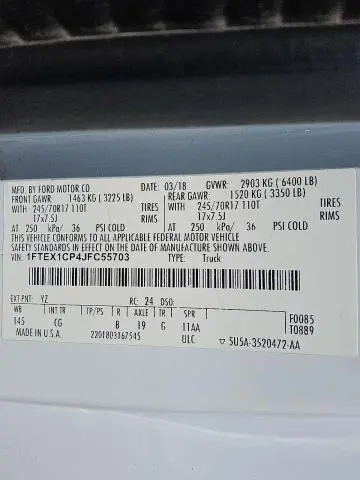 MFD. BY FORD MOTOR CO. DATE: 03/18 GVWR: 2903 KG ( 6400 LB)
FRONT GAWR: 1463 KG ( 3225 LB) REAR GAWR: 1520 KG ( 3350 LB)
WITH 245/70R17 110T TIRES WITH 245/70R17 110T TIRES
17x7.5J RIMS 17x7.5J RIMS
AT 250 kPa/ 36 PSI COLD AT 250 kPa/ 36 PSI COLD
THIS VEHICLE CONFORMS TO ALL APPLICABLE FEDERAL MOTOR VEHICLE
SAFETY STANDARDS IN EFFECT ON THE DATE OF MANUFACTURE SHOWN ABOVE.
VIN: 1FTEX1CP4JFC55703 TYPE: Truck
EXT PNT: YZ RC: 24 DSO:
WB INT TR TP/PS R AXLE TR SPR
145 CG B 19 G 11AA F0085
T0889
MADE IN U.S.A. 2201803167545 ULC ▽ 5U5A-3520472-AA